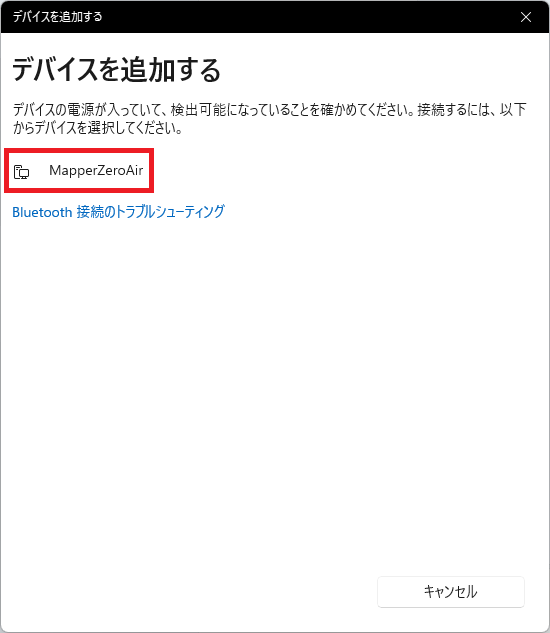 デバイスを追加する
デバイスを追加する
デバイスの電源が入っていて、検出可能になっていることを確かめてください。接続するには、以下
からデバイスを選択してください。
MapperZeroAir
Bluetooth 接続のトラブルシューティング
キャンセル